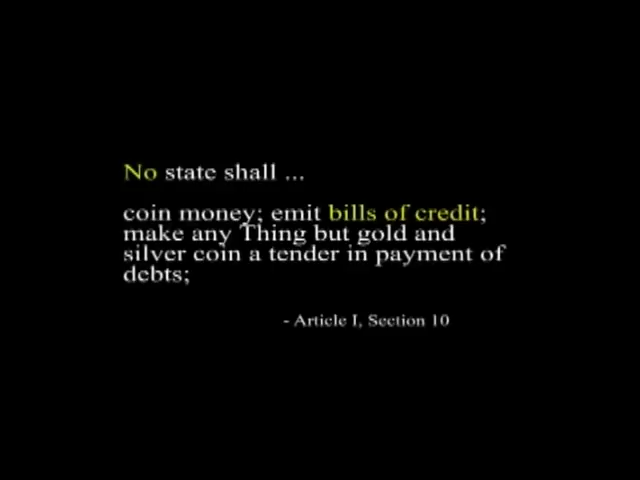 No state shall ...
coin money; emit bills of credit;
make any Thing but gold and
silver coin a tender in payment of
debts;
- Article I, Section 10